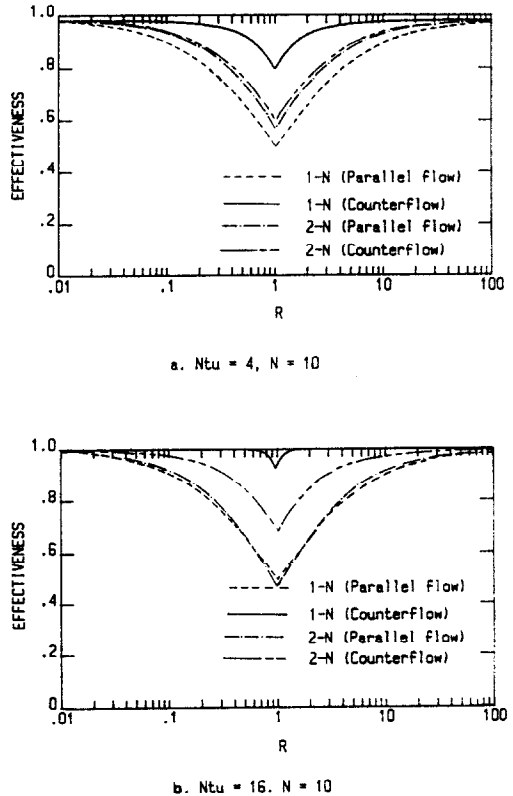 1.0
.8
.6
.4
.2
0
EFFECTIVENESS
1-N (Parallel flow)
1-N (Counterflow)
2-N (Parallel flow)
2-N (Counterflow)
.01 .1 1 10 100
R
a. Ntu = 4, N = 10
1.0
.8
.6
.4
.2
0
EFFECTIVENESS
1-N (Parallel flow)
1-N (Counterflow)
2-N (Parallel flow)
2-N (Counterflow)
.01 .1 1 10 100
R
b. Ntu = 16. N = 10